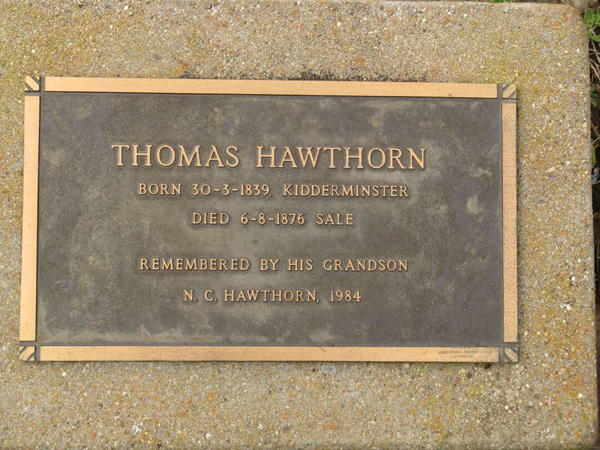 THOMAS HAWTHORN
BORN 30-3-1839, KIDDERMINSTER
DIED 6-8-1876 SALE
REMEMBERED BY HIS GRANDSON
N. C. HAWTHORN, 1984